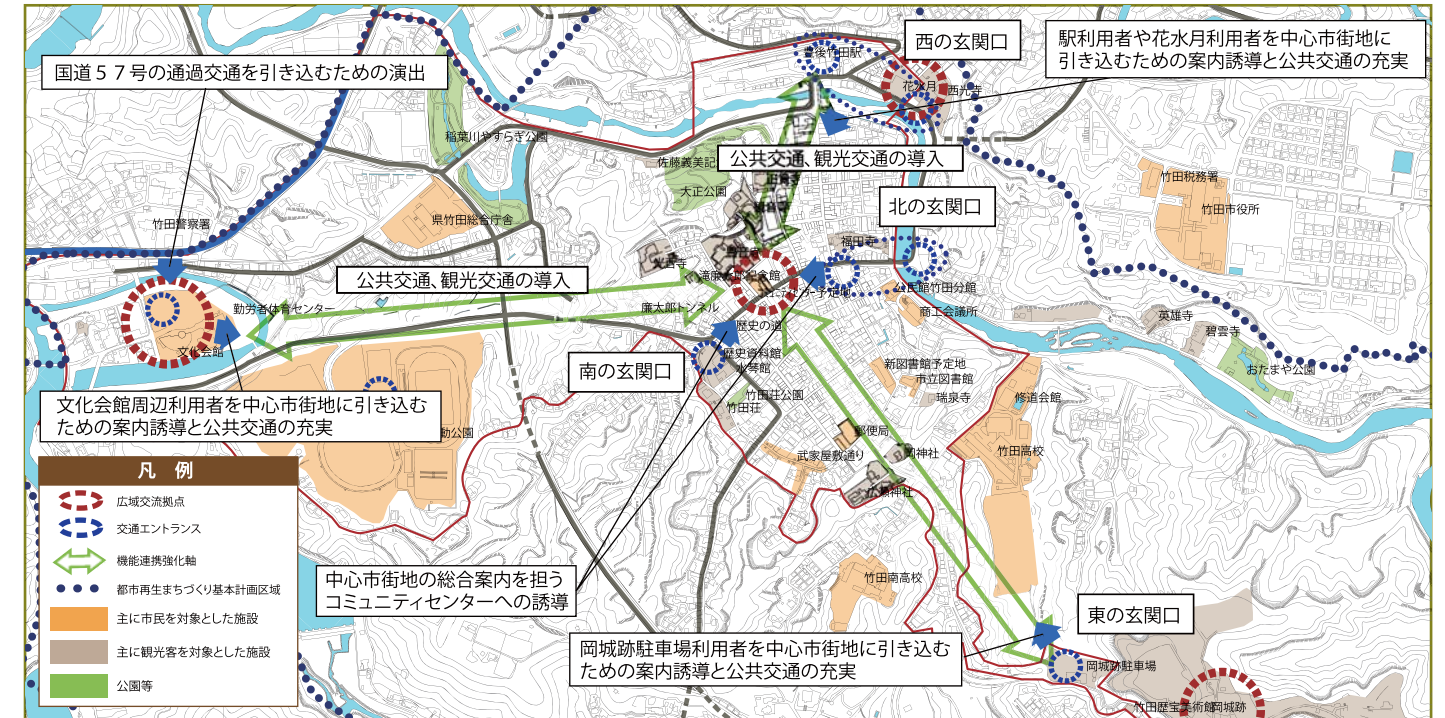 西の玄関口
駅利用者や花水月利用者を中心市街地に
引き込むための案内誘導と公共交通の充実
国道５７号の通過交通を引き込むための演出
豊後竹田駅
花水月
西光寺
稲葉川やすらぎ公園
公共交通、観光交通の導入
佐藤義美記
大正公園
竹田税務署
竹田市役所
北の玄関口
県竹田総合庁舎
竹田警察署
福田寺
光音寺
公共交通、観光交通の導入
公民館竹田分館
商工会議所
勤労者体育センター
廉太郎トンネル
歴史の道
英雄寺
碧雲寺
文化会館
南の玄関口
歴史資料館
水琴館
新図書館予定地
市立図書館
瑞泉寺
おたまや公園
竹田荘公園
竹田荘
修道会館
文化会館周辺利用者を中心市街地に引き込む
ための案内誘導と公共交通の充実
動公園
郵便局
竹田高校
武家屋敷通り
岡神社
広瀬神社
凡 例
広域交流拠点
交通エントランス
機能連携強化軸
都市再生まちづくり基本計画区域
主に市民を対象とした施設
主に観光客を対象とした施設
公園等
中心市街地の総合案内を担う
コミュニティセンターへの誘導
竹田南高校
東の玄関口
岡城跡駐車場利用者を中心市街地に引き込む
ための案内誘導と公共交通の充実
岡城跡駐車場
竹田歴宝美術館
岡城跡